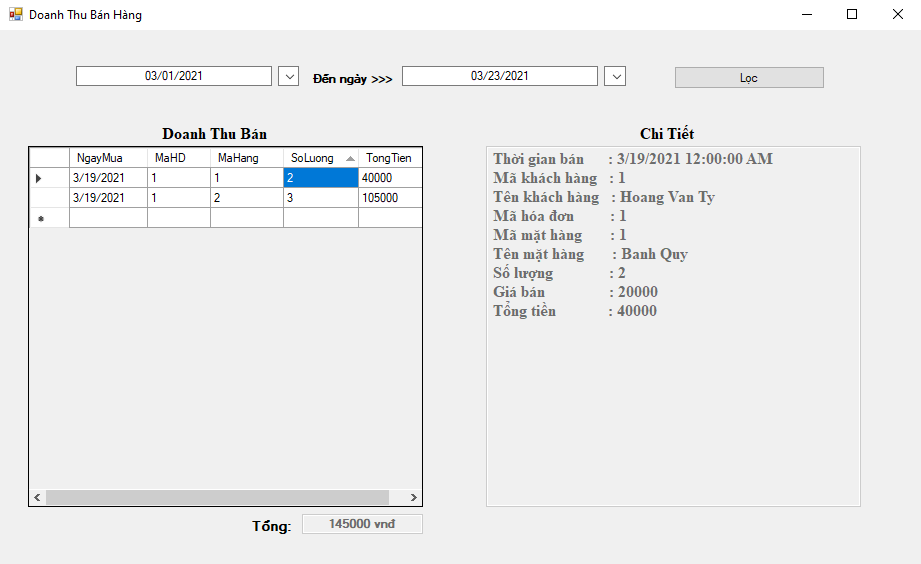 Doanh Thu Bán Hàng
03/01/2021 Đến ngày >>> 03/23/2021 Lọc
Doanh Thu Bán
NgayMua MaHD MaHang SoLuong TongTien
3/19/2021 1 1 2 40000
3/19/2021 1 2 3 105000
Tổng: 145000 vnđ
Chi Tiết
Thời gian bán : 3/19/2021 12:00:00 AM
Mã khách hàng : 1
Tên khách hàng : Hoang Van Ty
Mã hóa đơn : 1
Mã mặt hàng : 1
Tên mặt hàng : Banh Quy
Số lượng : 2
Giá bán : 20000
Tổng tiền : 40000